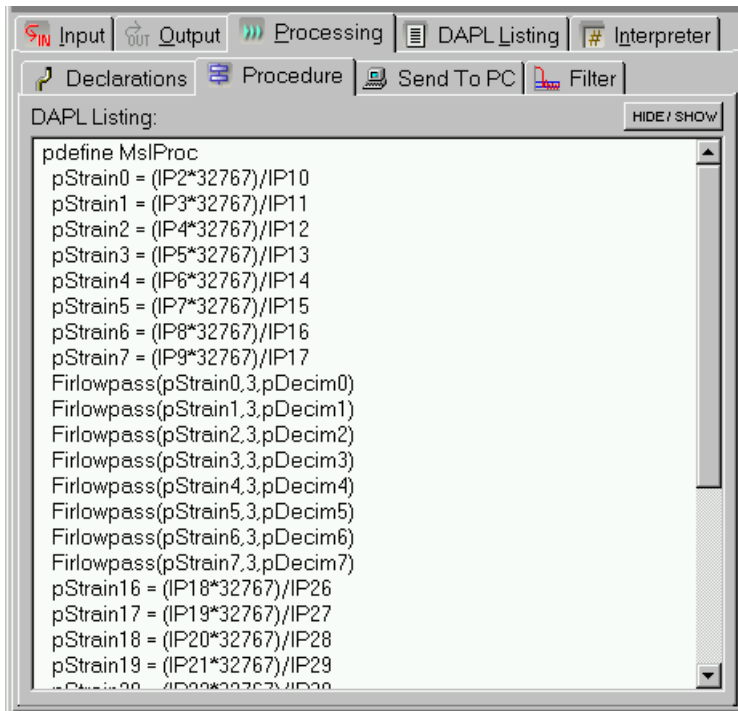 Input Output Processing DAPL Listing Interpreter
Declarations Procedure Send To PC Filter
DAPL Listing: HIDE / SHOW
pdefine MslProc
pStrain0 = (IP2*32767)/IP10
pStrain1 = (IP3*32767)/IP11
pStrain2 = (IP4*32767)/IP12
pStrain3 = (IP5*32767)/IP13
pStrain4 = (IP6*32767)/IP14
pStrain5 = (IP7*32767)/IP15
pStrain6 = (IP8*32767)/IP16
pStrain7 = (IP9*32767)/IP17
Firlowpass(pStrain0,3,pDecim0)
Firlowpass(pStrain1,3,pDecim1)
Firlowpass(pStrain2,3,pDecim2)
Firlowpass(pStrain3,3,pDecim3)
Firlowpass(pStrain4,3,pDecim4)
Firlowpass(pStrain5,3,pDecim5)
Firlowpass(pStrain6,3,pDecim6)
Firlowpass(pStrain7,3,pDecim7)
pStrain16 = (IP18*32767)/IP26
pStrain17 = (IP19*32767)/IP27
pStrain18 = (IP20*32767)/IP28
pStrain19 = (IP21*32767)/IP29